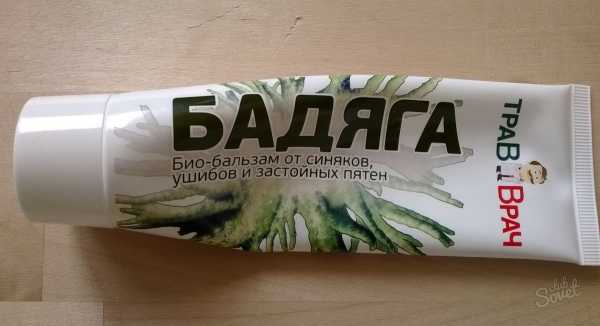 БАДЯГА
Био-бальзам от синяков,
ушибов и застойных пятен
ТРАВ
ВРАЧ
club
Sovet